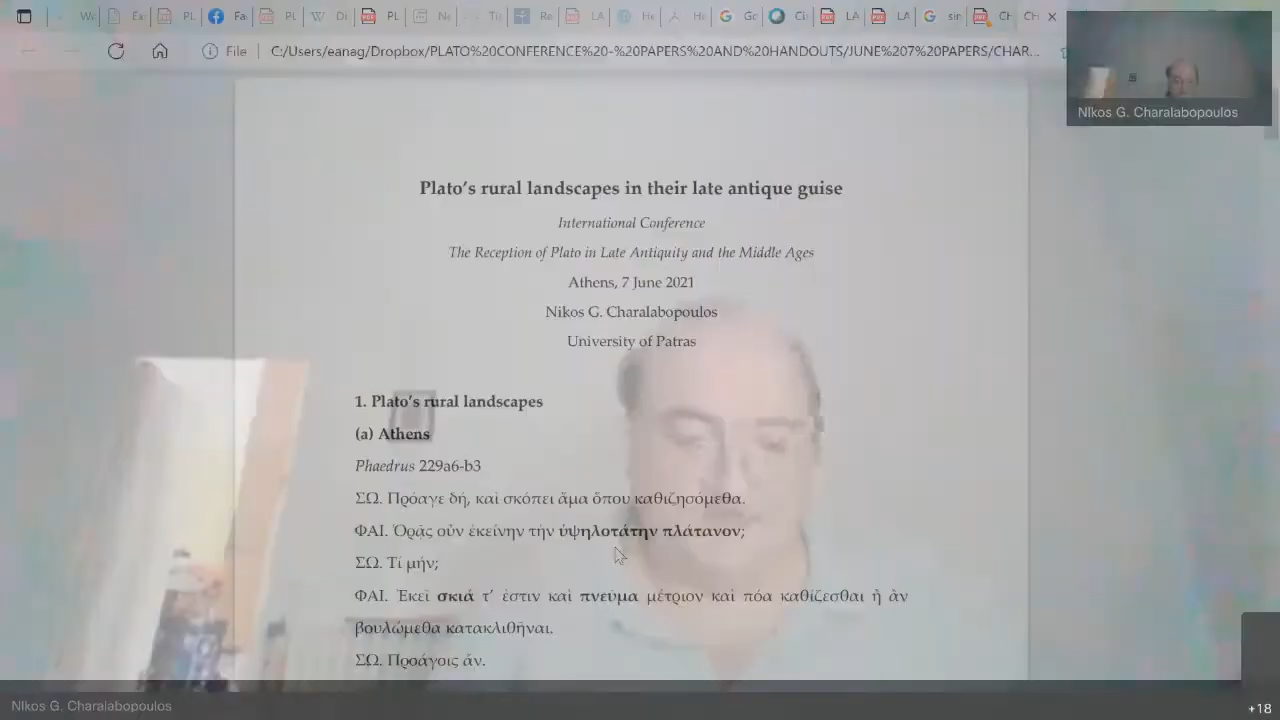 File C:/Users/eanag/Dropbox/PLATO%20CONFERENCE%20-%20PAPERS%20AND%20HANDOUTS/JUNE%207%20PAPERS/CHAR...
NIkos G. Charalabopoulos
Plato’s rural landscapes in their late antique guise
International Conference
The Reception of Plato in Late Antiquity and the Middle Ages
Athens, 7 June 2021
Nikos G. Charalabopoulos
University of Patras
1. Plato’s rural landscapes
(a) Athens
Phaedrus 229a6-b3
ΣΩ. Πρόαγε δή, καὶ σκόπει ἅμα ὅπου καθιζησόμεθα.
ΦΑΙ. Ὁρᾷς οὖν ἐκείνην τὴν ὑψηλοτάτην πλάτανον;
ΣΩ. Τί μήν;
ΦΑΙ. Ἐκεῖ σκιά τ’ ἐστὶν καὶ πνεῦμα μέτριον καὶ πόα καθίζεσθαι ἢ ἂν
βουλώμεθα κατακλιθῆναι.
ΣΩ. Προάγοις ἄν.
NIkos G. Charalabopoulos
+18